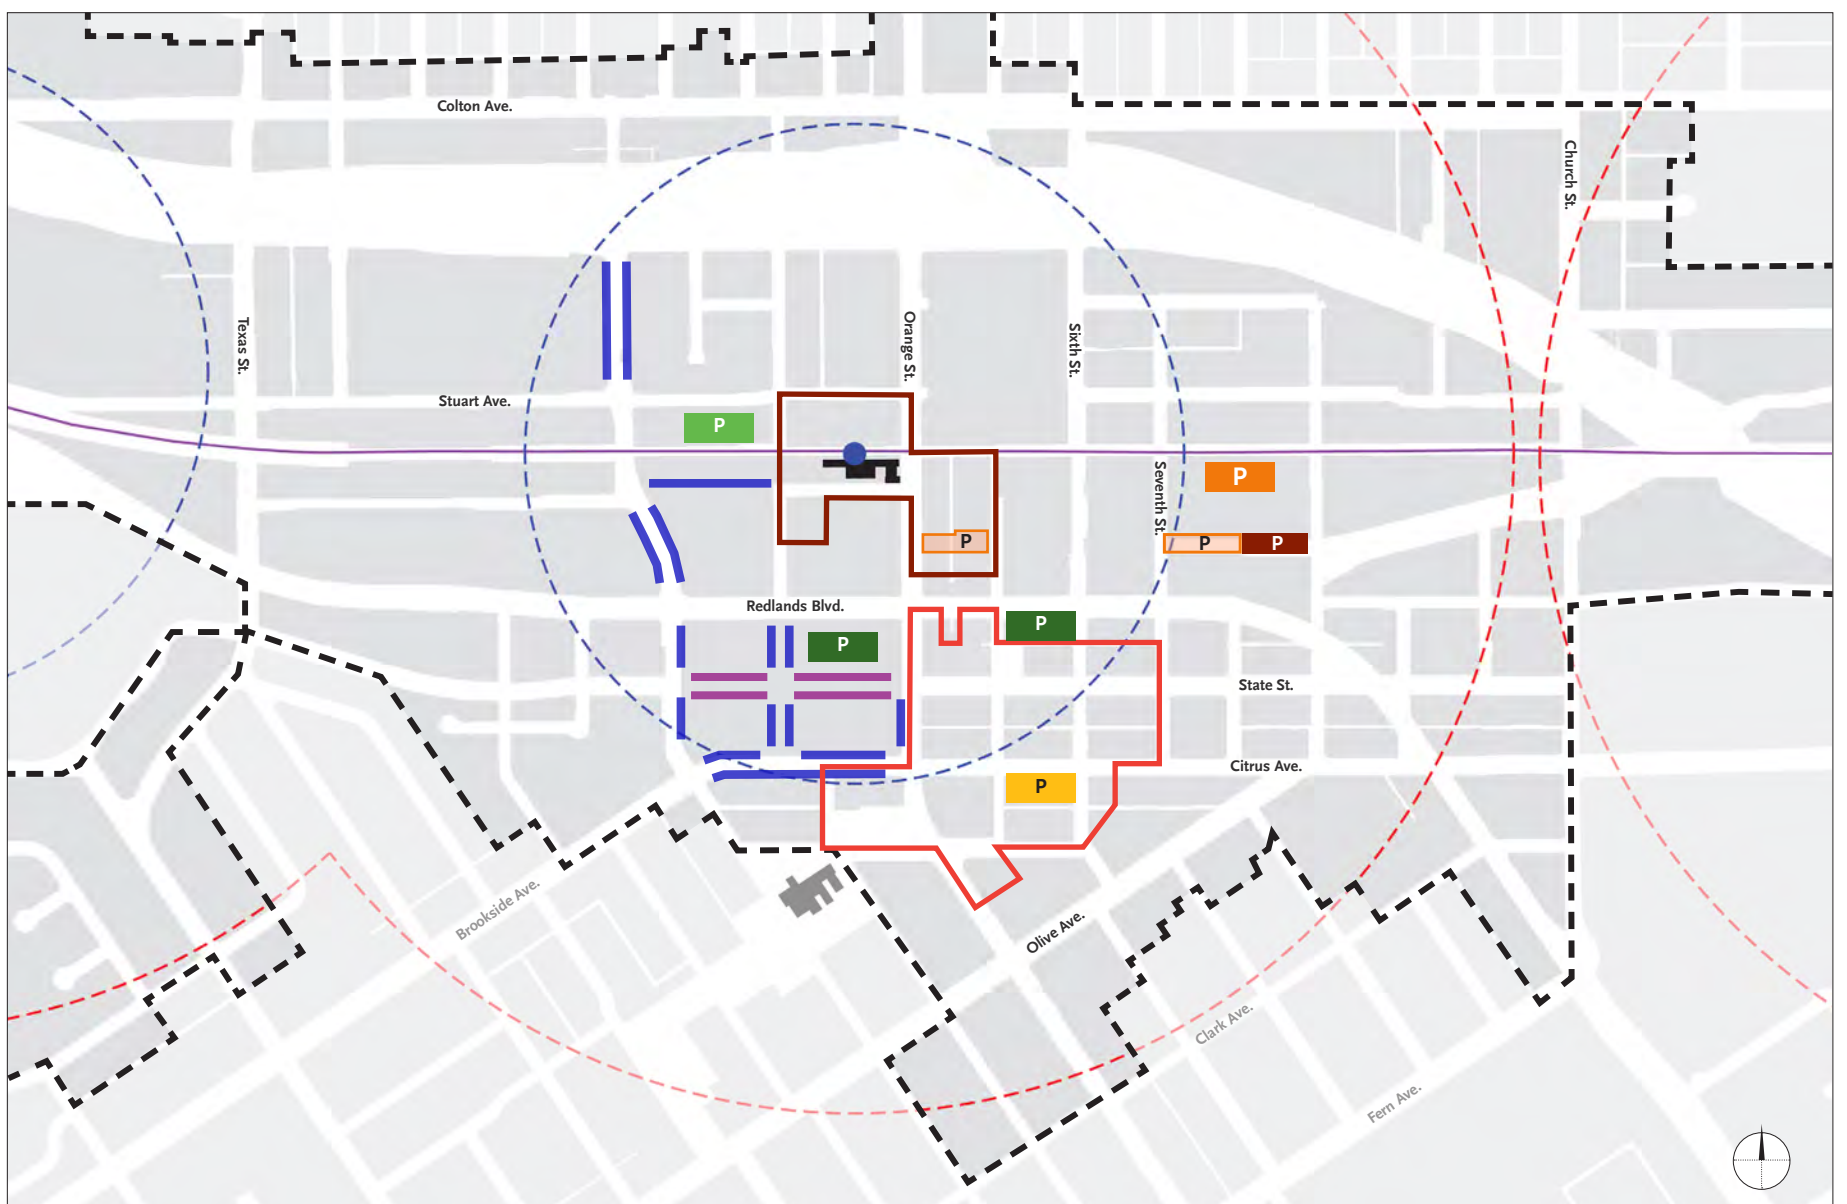 Colton Ave.
Church St.
Texas St.
Orange St.
Sixth St.
Stuart Ave.
P
Seventh St.
P
P
P
P
Redlands Blvd.
P
P
State St.
Citrus Ave.
P
Brookside Ave.
Olive Ave.
Clark Ave.
Fern Ave.